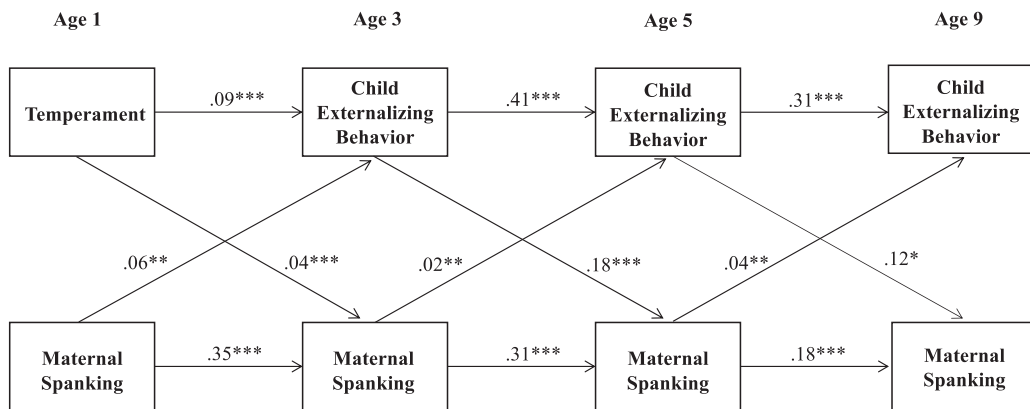 Age 1
Age 3
Age 5
Age 9
Temperament
.09***
Child
Externalizing
Behavior
.41***
Child
Externalizing
Behavior
.31***
Child
Externalizing
Behavior
.06**
.04***
.02**
.18***
.04**
.12*
Maternal
Spanking
.35***
Maternal
Spanking
.31***
Maternal
Spanking
.18***
Maternal
Spanking